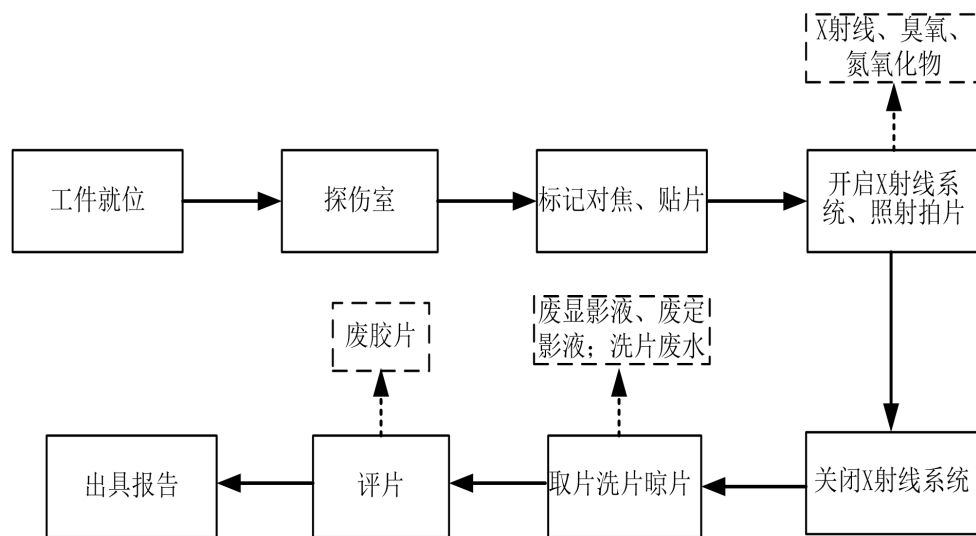 X射线、臭氧、
氮氧化物
工件就位
探伤室
标记对焦、贴片
开启X射线系
统、照射拍片
废胶片
废显影液、废定
影液；洗片废水
出具报告
评片
取片洗片晾片
关闭X射线系统